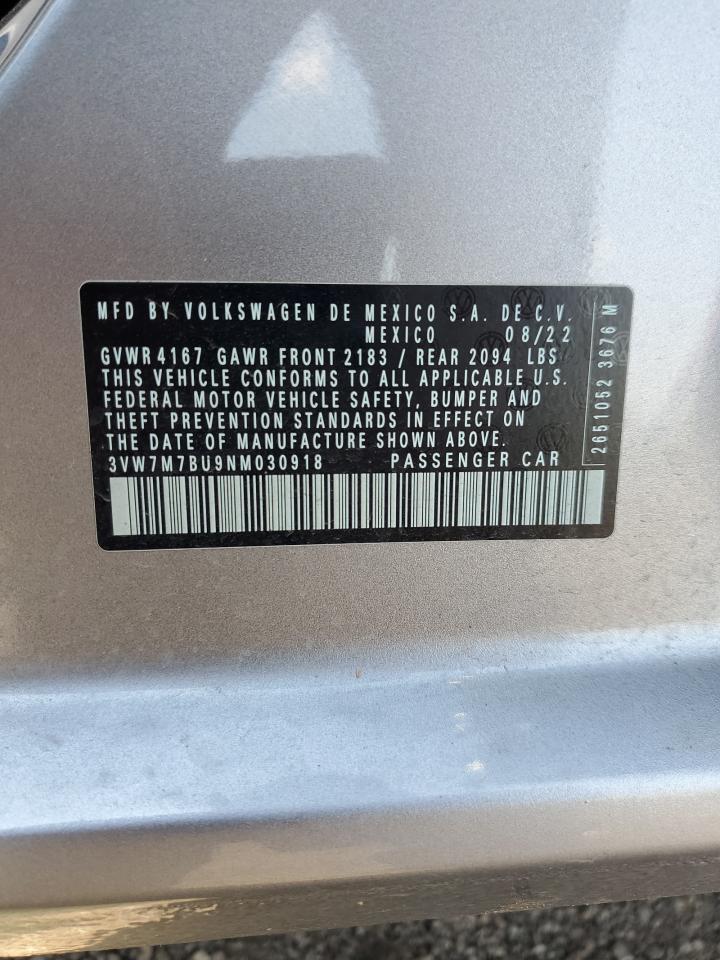 MFD BY VOLKSWAGEN DE MEXICO S.A. DE C.V.
MEXICO 08/22
GVWR 4167 GAWR FRONT 2183 / REAR 2094 LBS
THIS VEHICLE CONFORMS TO ALL APPLICABLE U.S.
FEDERAL MOTOR VEHICLE SAFETY, BUMPER AND
THEFT PREVENTION STANDARDS IN EFFECT ON
THE DATE OF MANUFACTURE SHOWN ABOVE.
3VW7M7BU9NM030918 PASSENGER CAR
2651052 3676 M